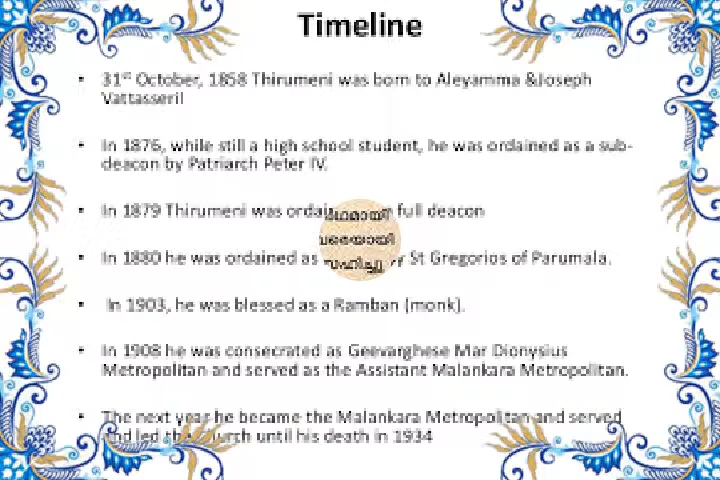 Timeline
• 31st October, 1858 Thirumeni was born to Aleyamma &Joseph
Vattasseril
• In 1876, while still a high school student, he was ordained as a sub-
deacon by Patriarch Peter IV.
• In 1879 Thirumeni was full deacon
• In 1880 he was ordained as St Gregorios of Parumala.
• In 1903, he was blessed as a Ramban (monk).
• In 1908 he was consecrated as Geevarghese Mar Dionysius
Metropolitan and served as the Assistant Malankara Metropolitan.
• The next year he became the Malankara Metropolitan and served
and led the church until his death in 1934